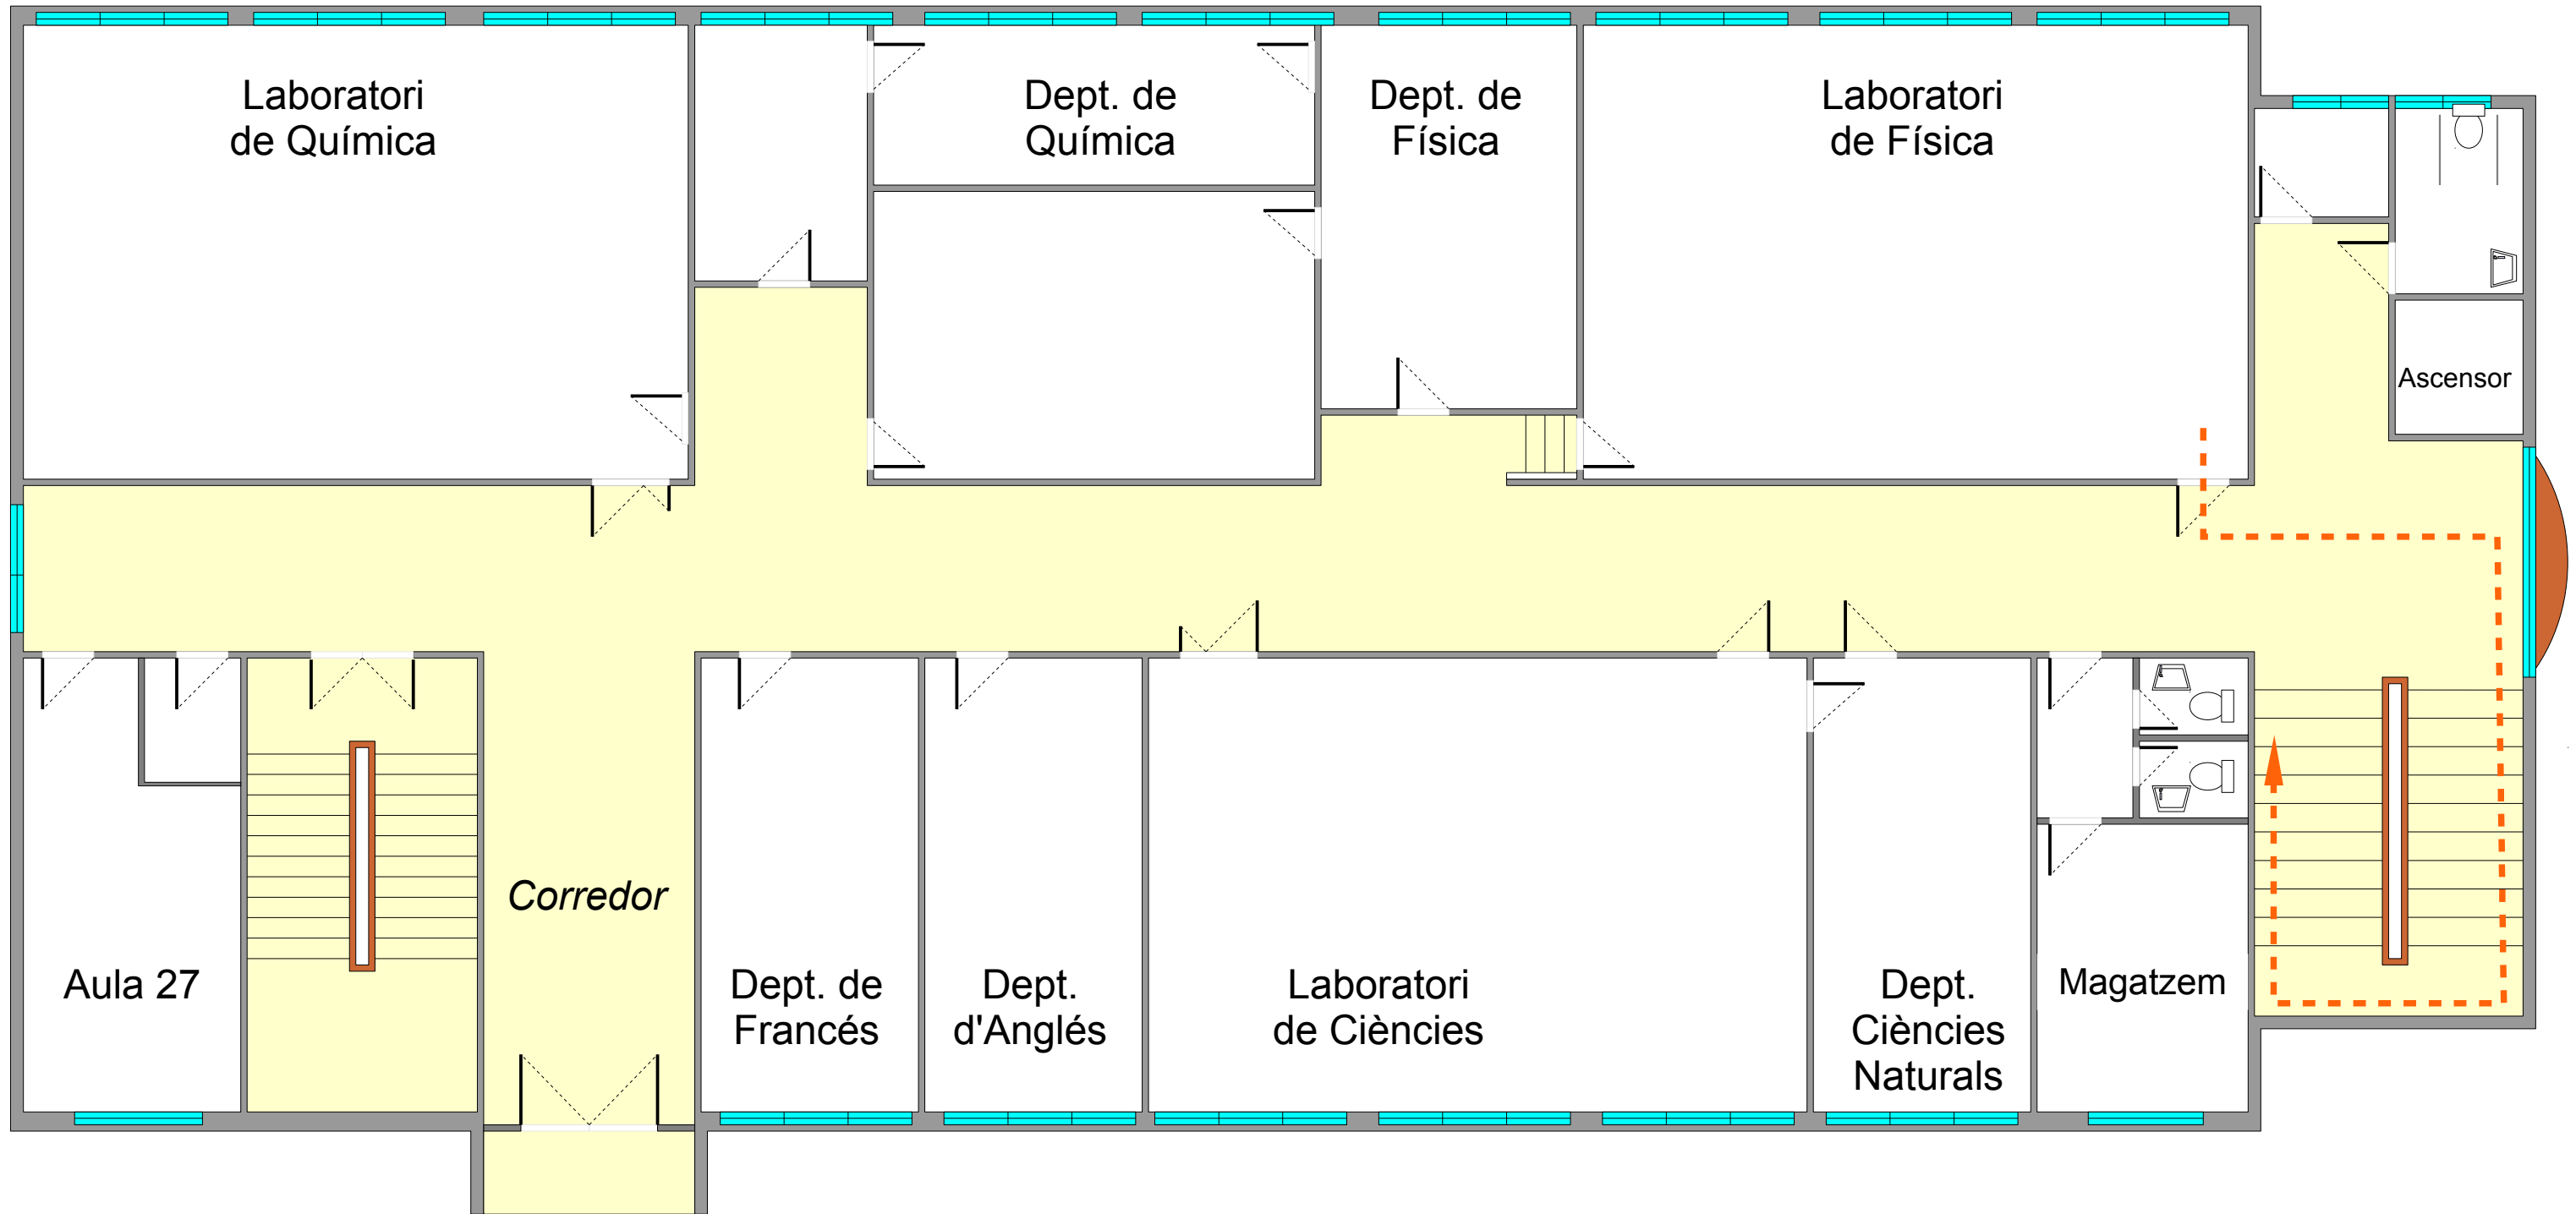 Laboratori
de Química
Dept. de
Química
Dept. de
Física
Laboratori
de Física
Ascensor
Corredor
Aula 27
Dept. de
Francés
Dept.
d'Anglés
Laboratori
de Ciències
Dept.
Ciències
Naturals
Magatzem